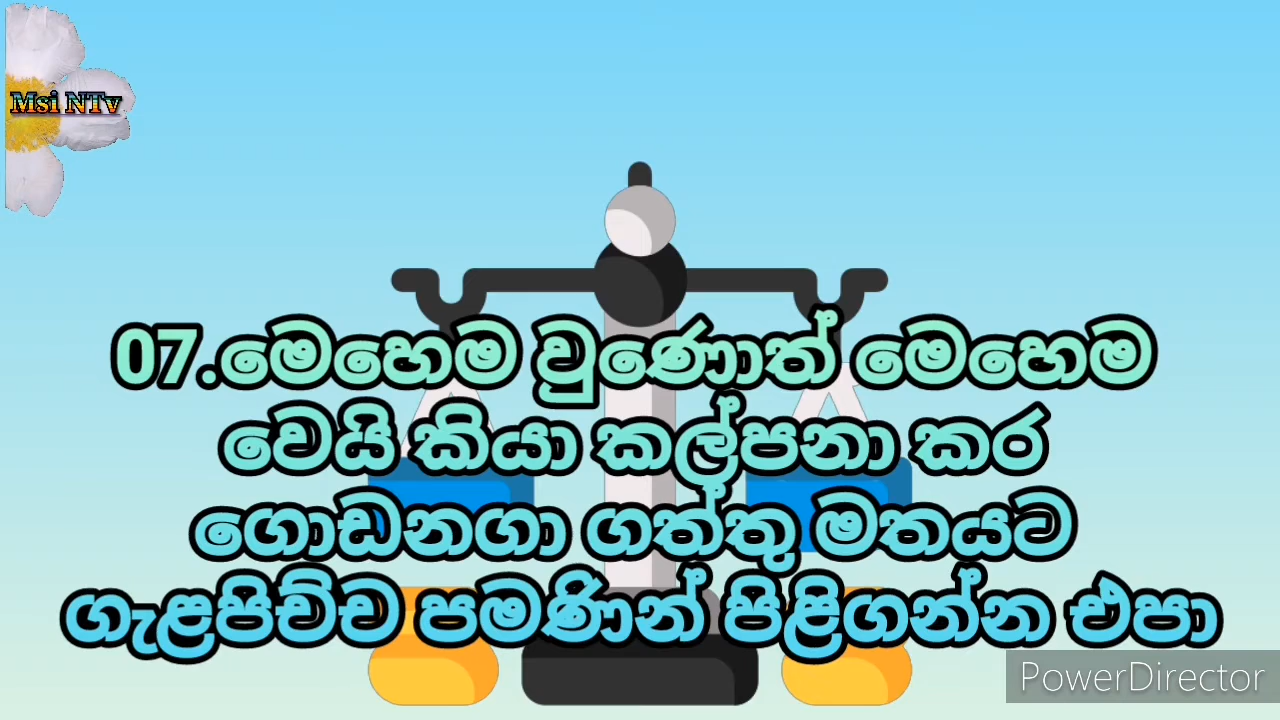 Msi NTv
07.මෙහෙම වුණොත් මෙහෙම
වෙයි කියා කල්පනා කර
ගොඩනගා ගත්තු මතයට
ගැළපිච්ච පමණින් පිළිගන්න එපා
PowerDirector